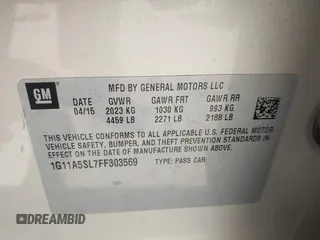 GM
MFD BY GENERAL MOTORS LLC
DATE GVWR GAWR FRT GAWR RR
04/15 2023 KG 1030 KG 993 KG
4459 LB 2271 LB 2188 LB
THIS VEHICLE CONFORMS TO ALL APPLICABLE U.S. FEDERAL MOTOR
VEHICLE SAFETY, BUMPER, AND THEFT PREVENTION STANDARDS
IN EFFECT ON THE DATE OF MANUFACTURE SHOWN ABOVE.
1G11A5SL7FF303569 TYPE: PASS CAR
DREAMBID